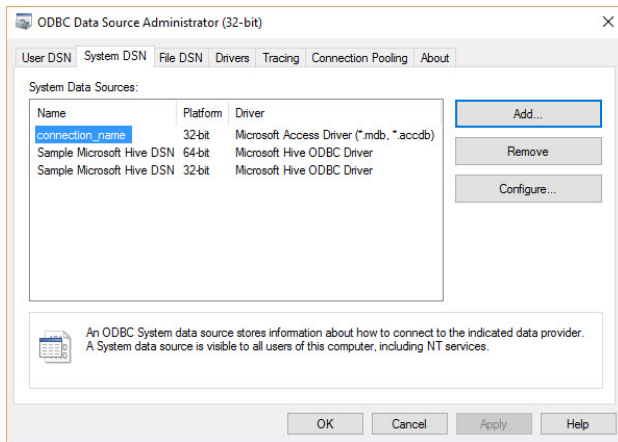 ODBC Data Source Administrator (32-bit)
User DSN System DSN File DSN Drivers Tracing Connection Pooling About
System Data Sources:
Name Platform Driver
connection_name 32-bit Microsoft Access Driver (*.mdb, *.accdb)
Sample Microsoft Hive DSN 64-bit Microsoft Hive ODBC Driver
Sample Microsoft Hive DSN 32-bit Microsoft Hive ODBC Driver
Add...
Remove
Configure...
An ODBC System data source stores information about how to connect to the indicated data provider.
A System data source is visible to all users of this computer, including NT services.
OK Cancel Apply Help